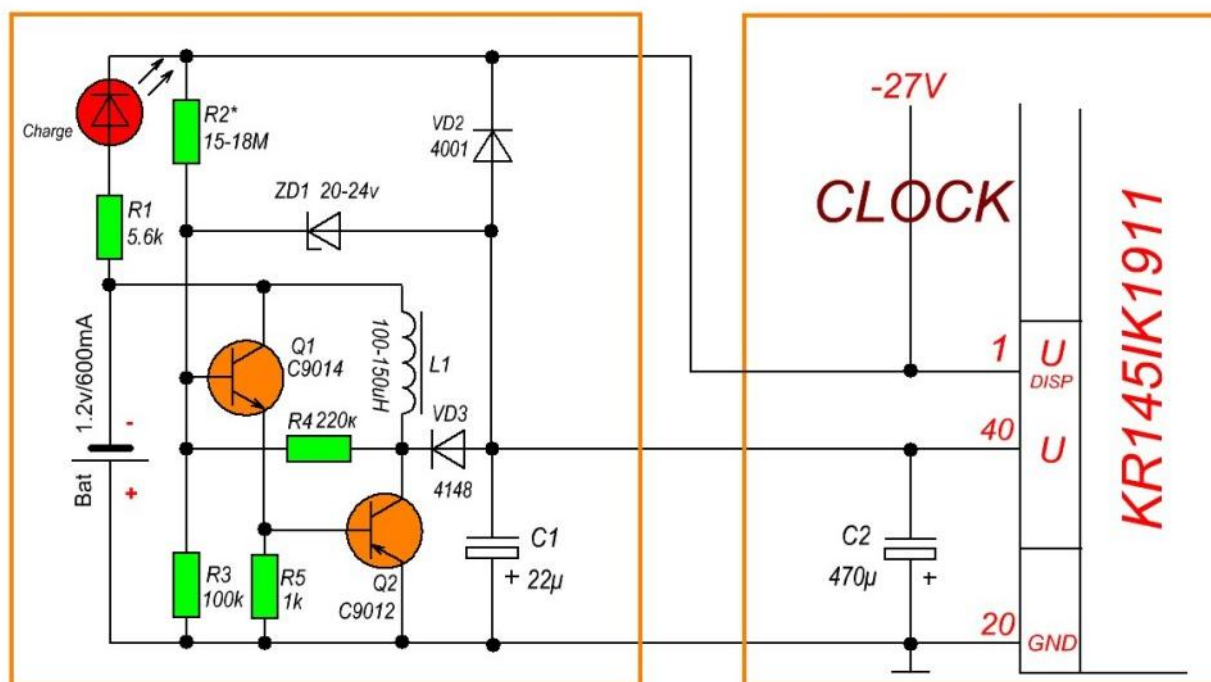 Charge
R2*
15-18M
R1
5.6k
ZD1 20-24v
VD2
4001
1.2v/600mA
-
+
Bat
Q1
C9014
100-150uH
L1
R4 220к
VD3
4148
R3
100k
R5
1k
Q2
C9012
C1
+ 22µ
-27V
CLOCK
1
U
DISP
40
U
C2
470µ
+
20
GND
KR145IK1911